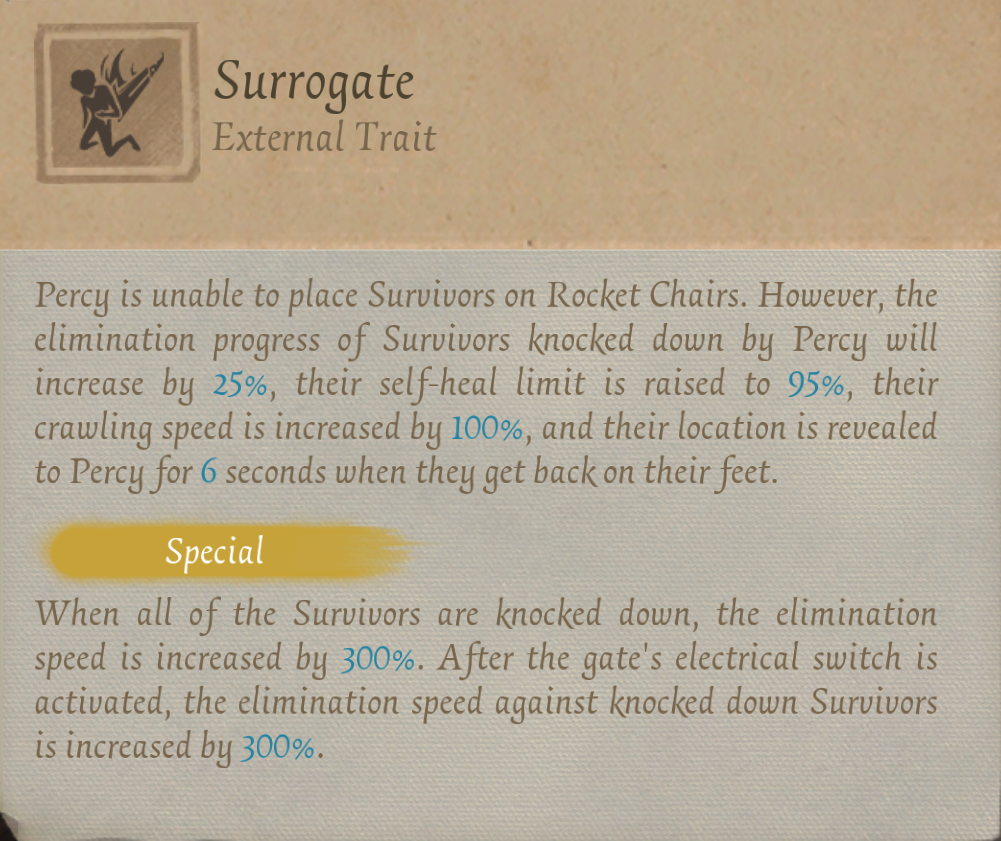 Surrogate
External Trait
Percy is unable to place Survivors on Rocket Chairs. However, the
elimination progress of Survivors knocked down by Percy will
increase by 25%, their self-heal limit is raised to 95%, their
crawling speed is increased by 100%, and their location is revealed
to Percy for 6 seconds when they get back on their feet.
Special
When all of the Survivors are knocked down, the elimination
speed is increased by 300%. After the gate's electrical switch is
activated, the elimination speed against knocked down Survivors
is increased by 300%.